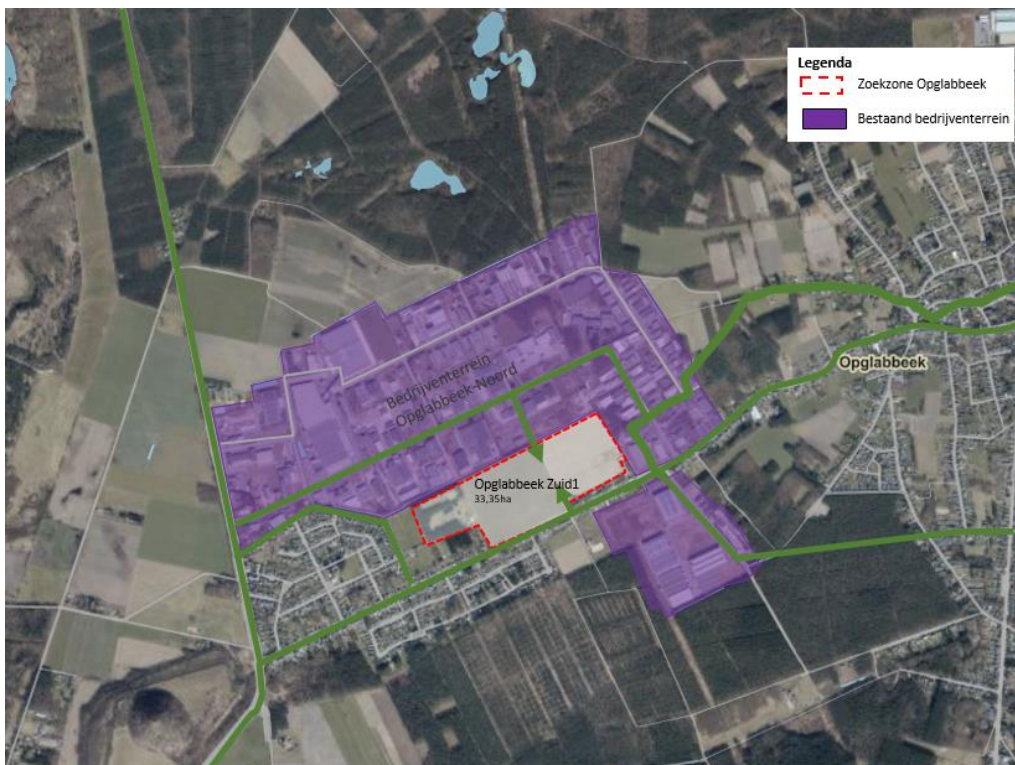 Legenda
Zoekzone Opglabbeek
Bestaand bedrijventerrein
Bedrijventerrein
Opglabbeek-Noord
Opglabbeek
Opglabbeek Zuid1
33,35ha